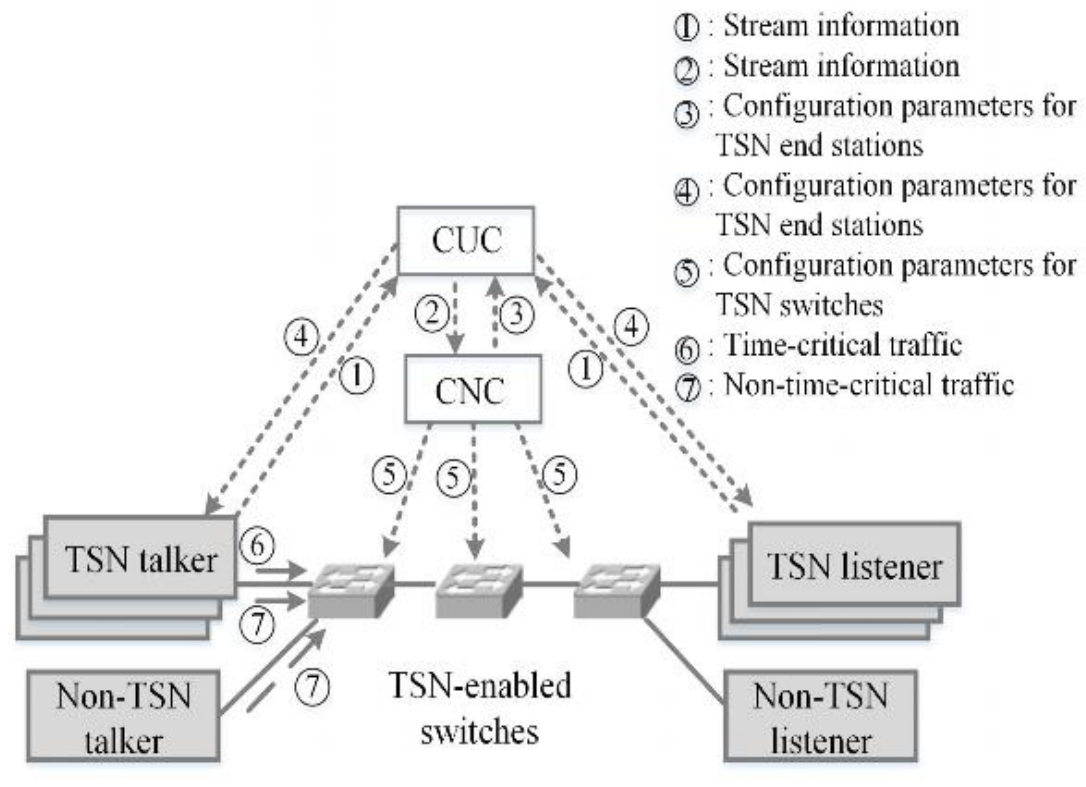 ① : Stream information
② : Stream information
③ : Configuration parameters for
TSN end stations
④ : Configuration parameters for
TSN end stations
⑤ : Configuration parameters for
TSN switches
⑥ : Time-critical traffic
⑦ : Non-time-critical traffic
CUC
② ③
④ ① ① ④
CNC
⑤ ⑤ ⑤
TSN talker
⑥
TSN listener
⑦
⑦
Non-TSN
talker
TSN-enabled
switches
Non-TSN
listener